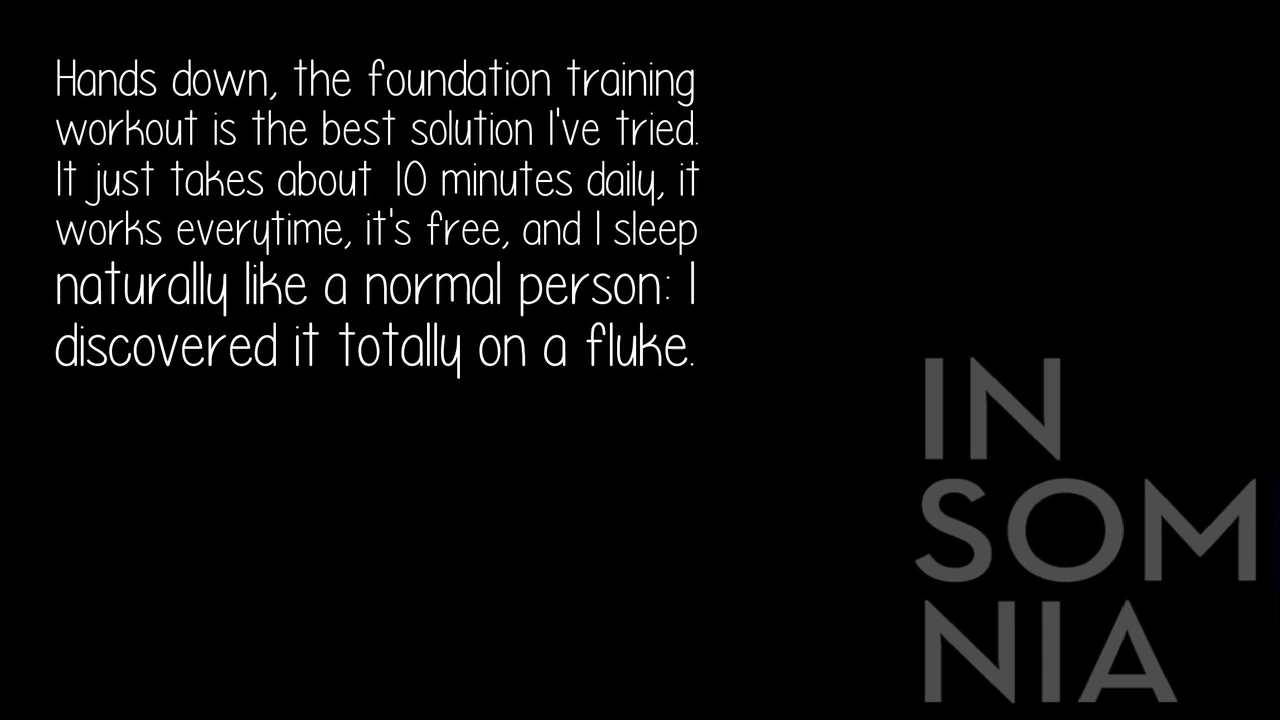 Hands down, the foundation training
workout is the best solution I've tried.
It just takes about 10 minutes daily, it
works everytime, it's free, and I sleep
naturally like a normal person: I
discovered it totally on a fluke.
IN
SOM
NIA